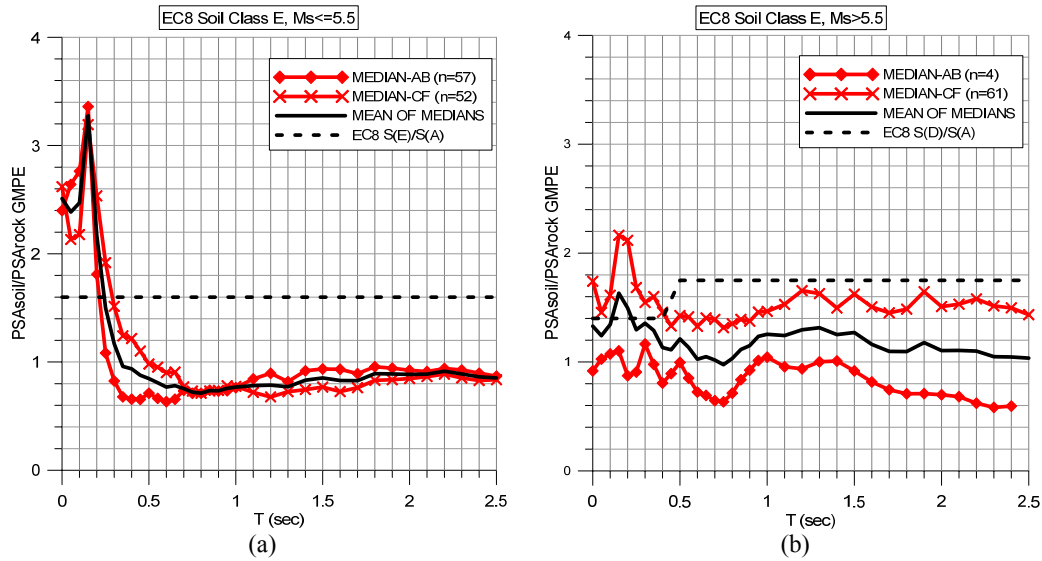 EC8 Soil Class E, Ms<=5.5
4
3
2
1
0
PSAsoil/PSArock GMPE
MEDIAN-AB (n=57)
MEDIAN-CF (n=52)
MEAN OF MEDIANS
EC8 S(E)/S(A)
0 0.5 1 1.5 2 2.5
T (sec)
(a)
EC8 Soil Class E, Ms>5.5
4
3
2
1
0
PSAsoil/PSArock GMPE
MEDIAN-AB (n=4)
MEDIAN-CF (n=61)
MEAN OF MEDIANS
EC8 S(D)/S(A)
0 0.5 1 1.5 2 2.5
T (sec)
(b)